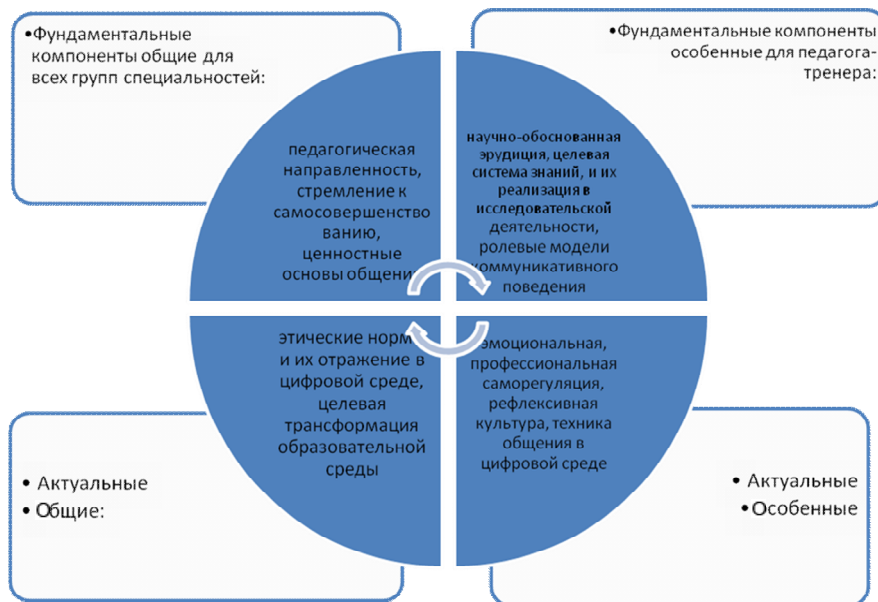 •Фундаментальные
компоненты общие для
всех групп специальностей:
•Фундаментальные компоненты
особенные для педагога-
тренера:
педагогическая
направленность,
стремление к
самосовершенство
ванию,
ценностные
основы общения
научно-обоснованная
эрудиция, целевая
система знаний, и их
реализация в
исследовательской
деятельности,
ролевые модели
коммуникативного
поведения
этические нормы
и их отражение в
цифровой среде,
целевая
трансформация
образовательной
среды
эмоциональная,
профессиональная
саморегуляция,
рефлексивная
культура, техника
общения в
цифровой среде
• Актуальные
• Общие:
• Актуальные
•Особенные